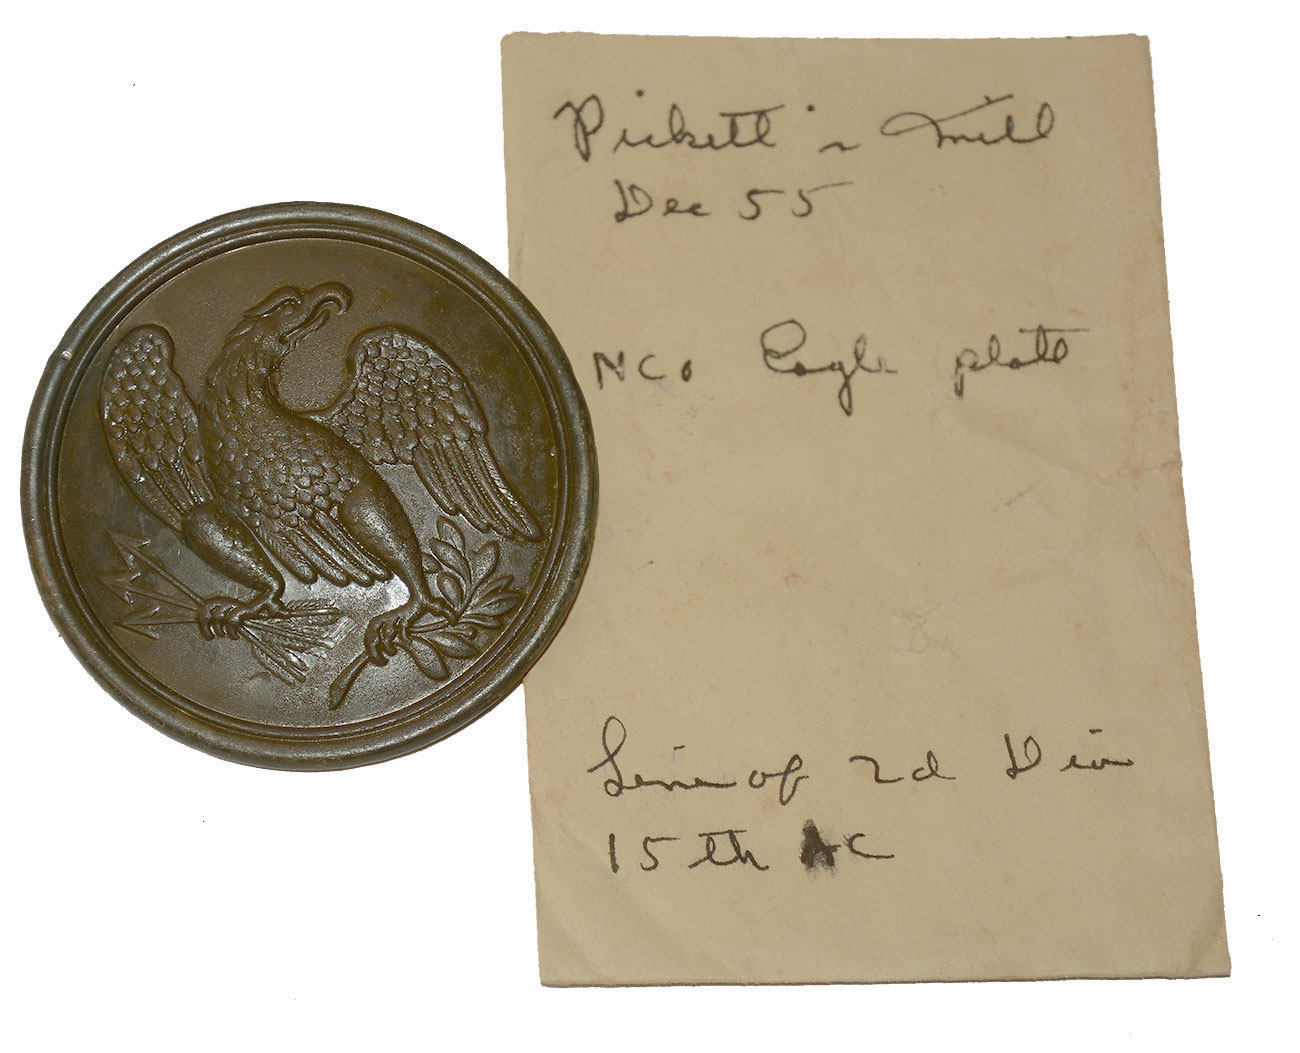 Pickett's Mill
Dec 55
NCO Eagle plate
Line of 2d Div
15th AC